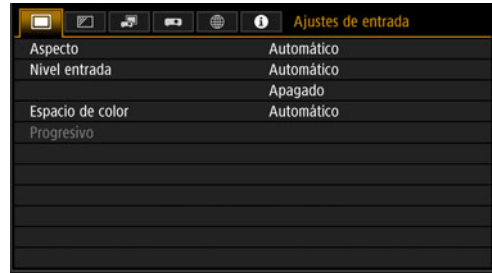 Ajustes de entrada
Aspecto Automático
Nivel entrada Automático
Apagado
Espacio de color Automático
Progresivo